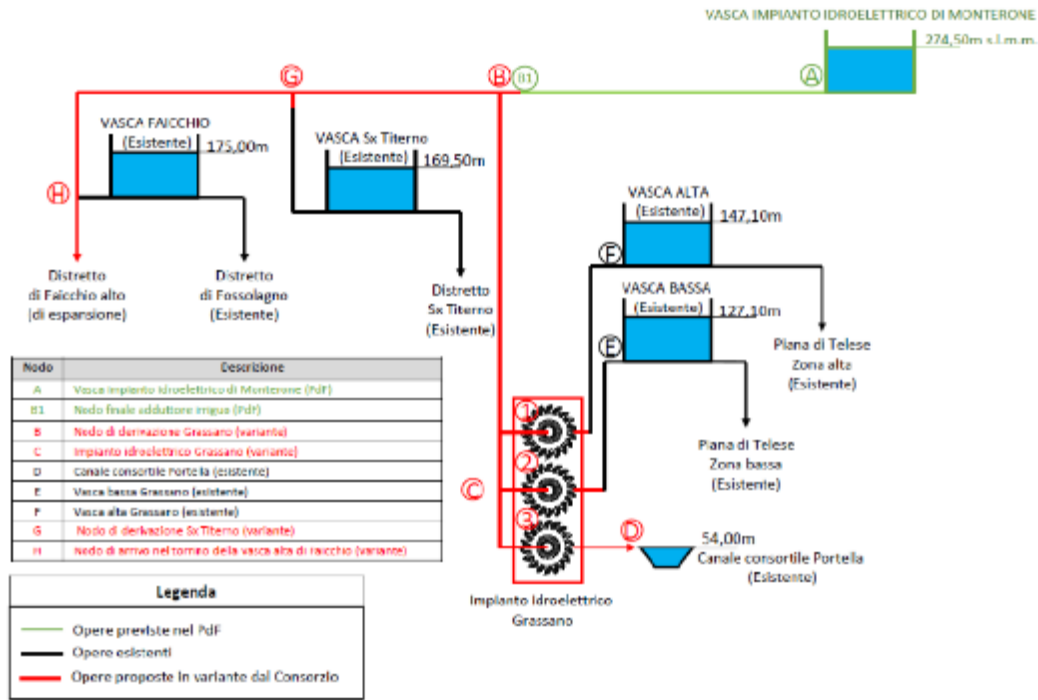 VASCA IMPIANTO IDROELETTRICO DI MONTERONE
274,50m s.l.m.m.
G
B
B1
A
VASCA FAICCHIO
(Esistente)
175,00m
VASCA Sx Titerno
(Esistente)
169,50m
H
VASCA ALTA
(Esistente)
147,10m
F
Distretto
di Faicchio alto
(di espansione)
Distretto
di Fossolagno
(Esistente)
Distretto
Sx Titerno
(Esistente)
VASCA BASSA
(Esistente)
127,10m
E
Piana di Telese
Zona alta
(Esistente)
Nodo Descrizione
A Vasca impianto idroelettrico di Monterone (PdF)
B1 Nodo finale adduttore irriguo (PdF)
B Nodo di derivazione Grassano (variante)
C Impianto idroelettrico Grassano (variante)
D Canale consortile Portella (esistente)
E Vasca bassa Grassano (esistente)
F Vasca alta Grassano (esistente)
G Nodo di derivazione Sx Titerno (variante)
H Nodo di arrivo nel torrino della vasca alta di Faicchio (variante)
1
2
3
C
Piana di Telese
Zona bassa
(Esistente)
D
54,00m
Canale consortile Portella
(Esistente)
Impianto Idroelettrico
Grassano
Legenda
Opere previste nel PdF
Opere esistenti
Opere proposte in variante dal Consorzio